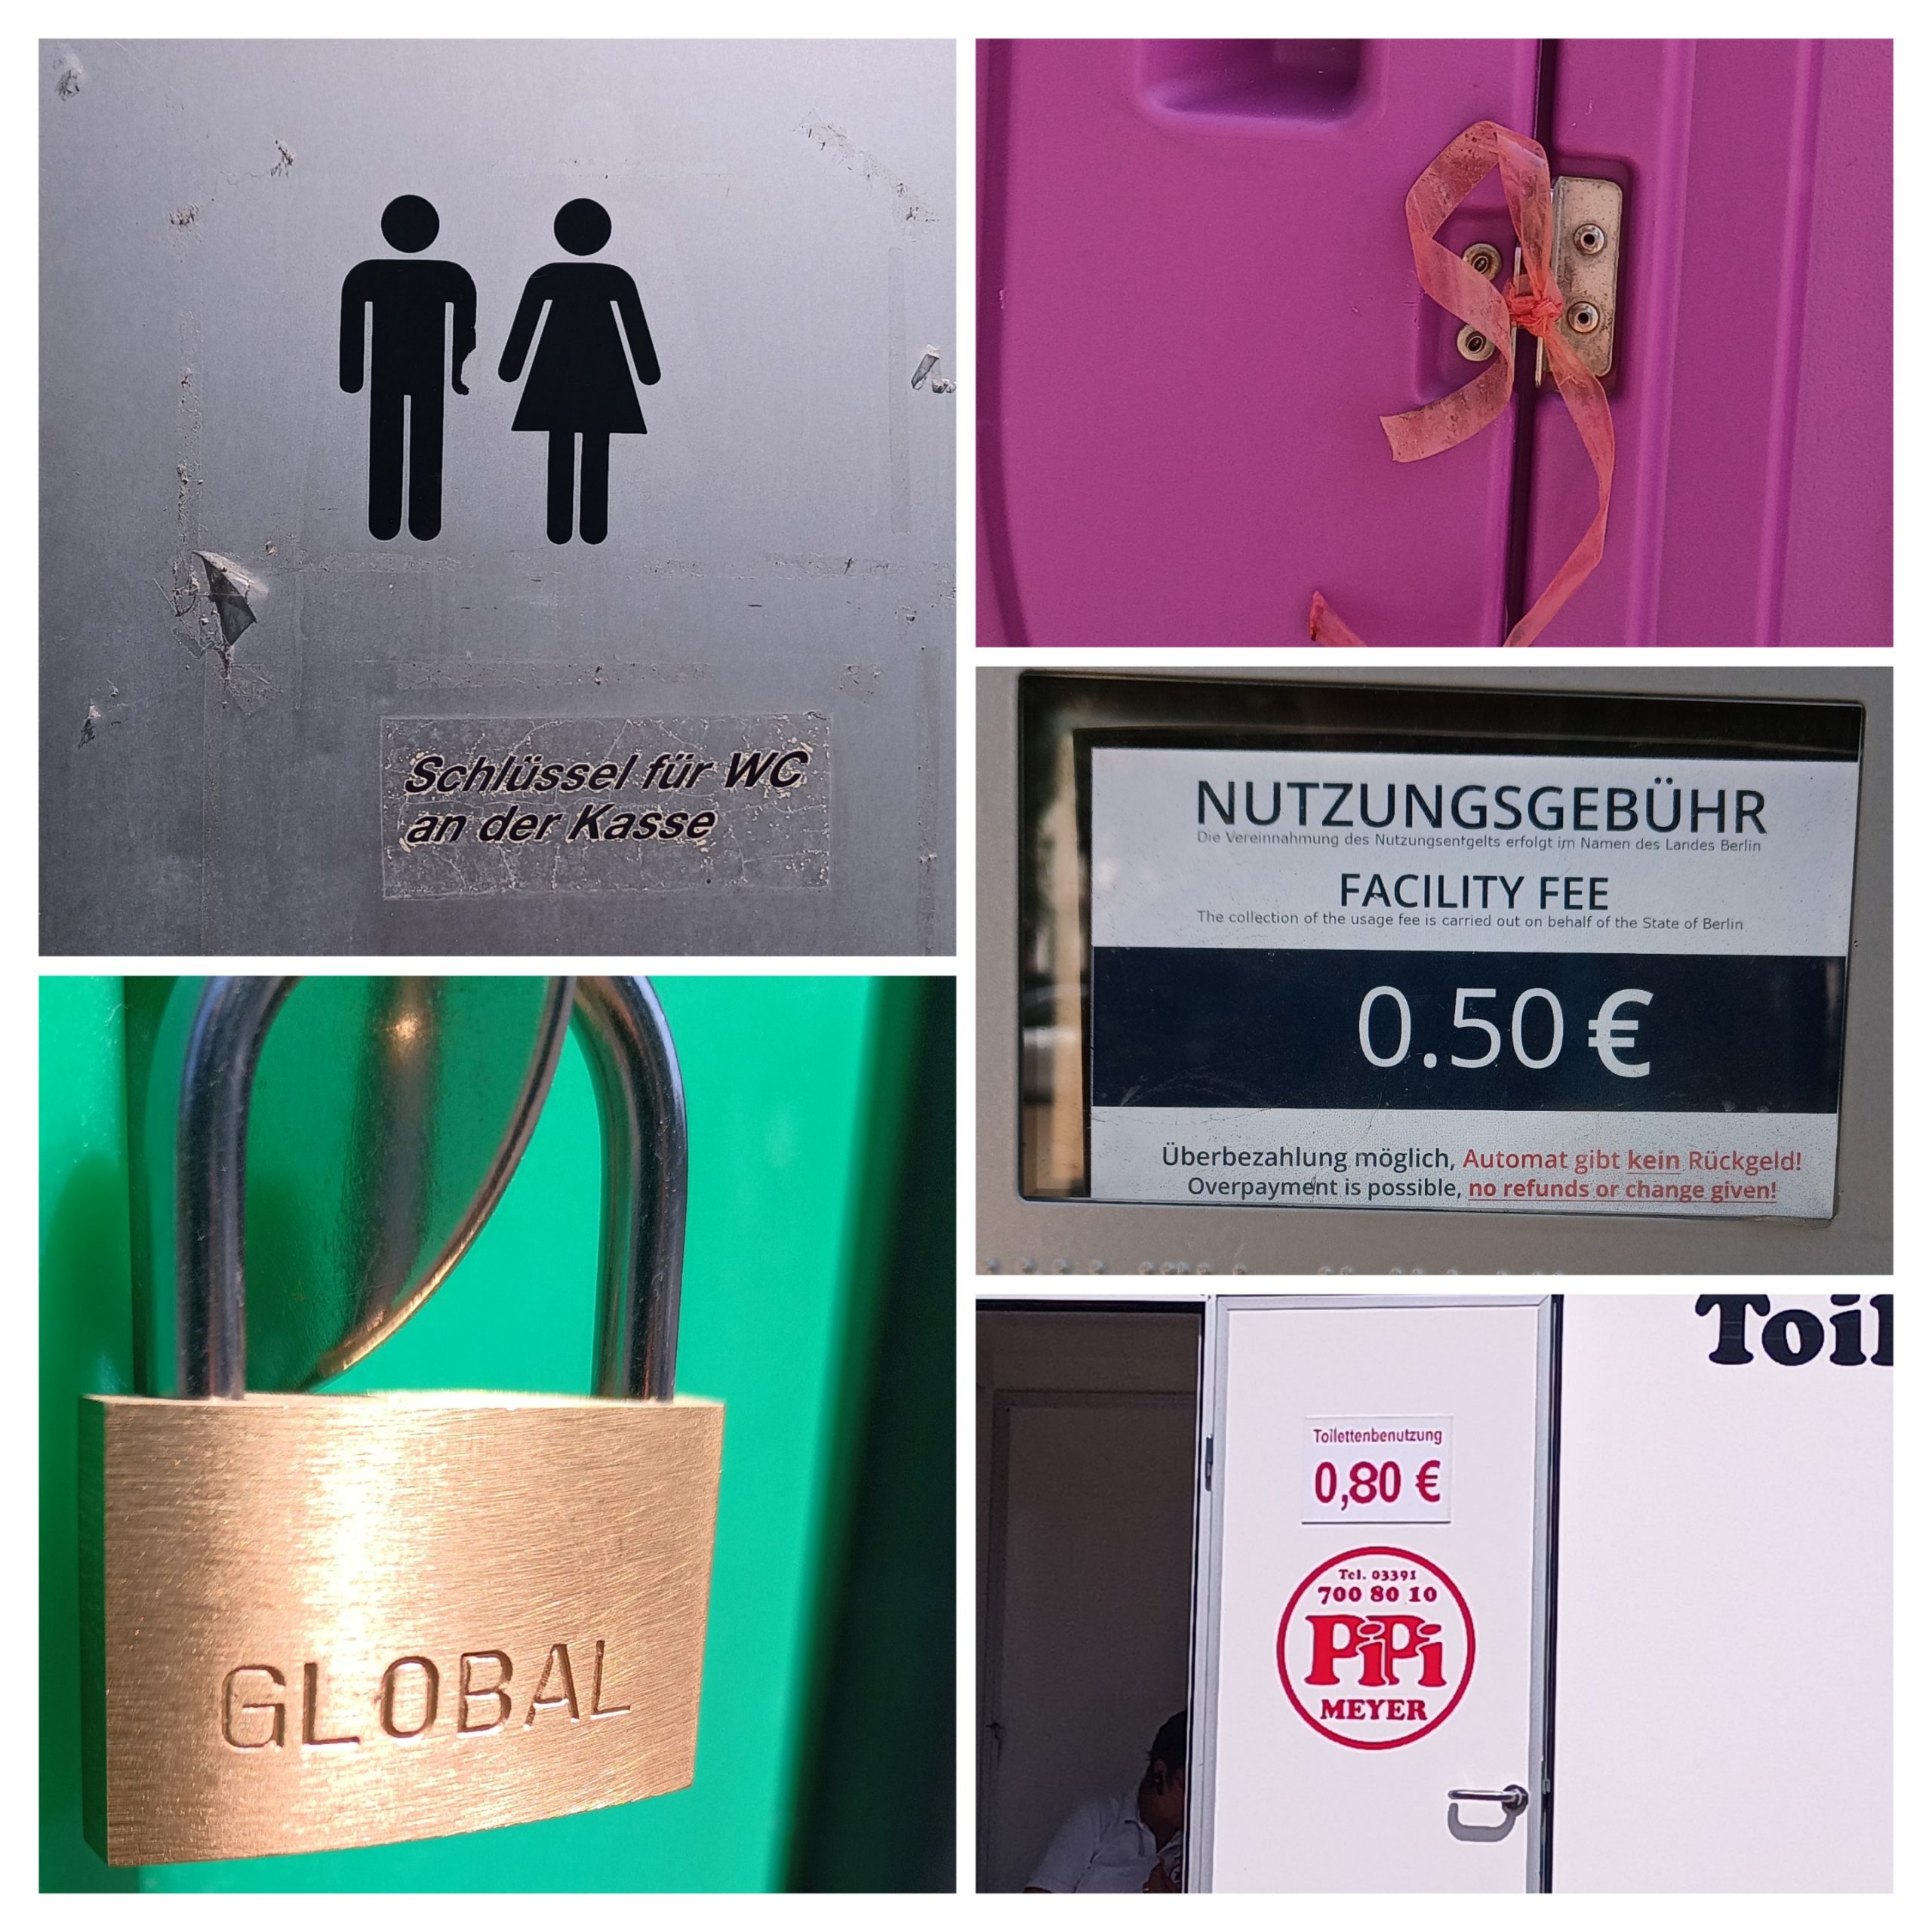 Schlüssel für WC
an der Kasse
NUTZUNGSGEBÜHR
Die Vereinnahmung des Nutzungsentgelts erfolgt im Namen des Landes Berlin
FACILITY FEE
The collection of the usage fee is carried out on behalf of the State of Berlin
0.50 €
Überbezahlung möglich, Automat gibt kein Rückgeld!
Overpayment is possible, no refunds or change given!
GLOBAL
Toil
Toilettenbenutzung
0,80 €
Tel. 03391
700 80 10
PiPi
MEYER